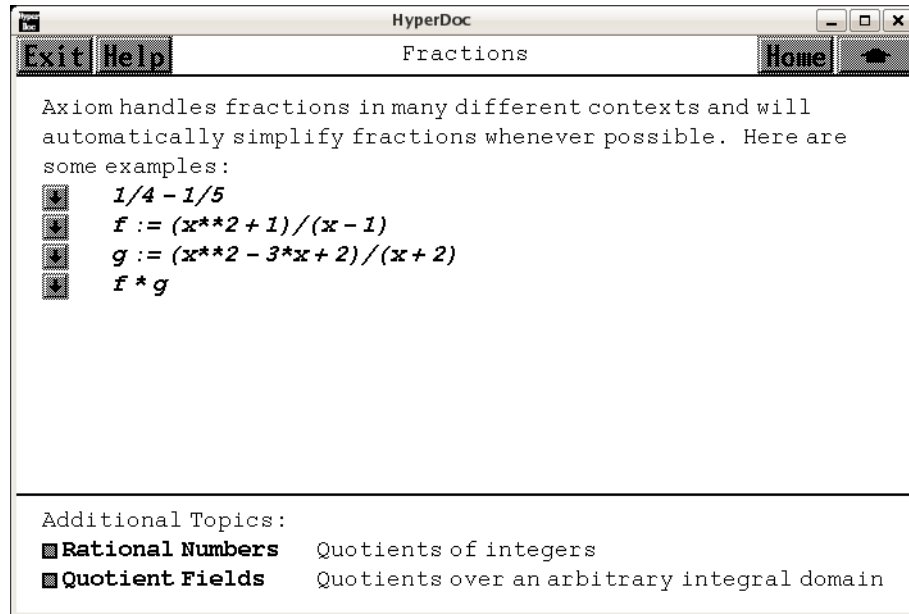 Hyper Doc
HyperDoc
Exit Help Fractions Home
Axiom handles fractions in many different contexts and will
automatically simplify fractions whenever possible. Here are
some examples:
1/4 - 1/5
f := (x**2 + 1)/(x - 1)
g := (x**2 - 3*x + 2)/(x + 2)
f * g
Additional Topics:
Rational Numbers Quotients of integers
Quotient Fields Quotients over an arbitrary integral domain